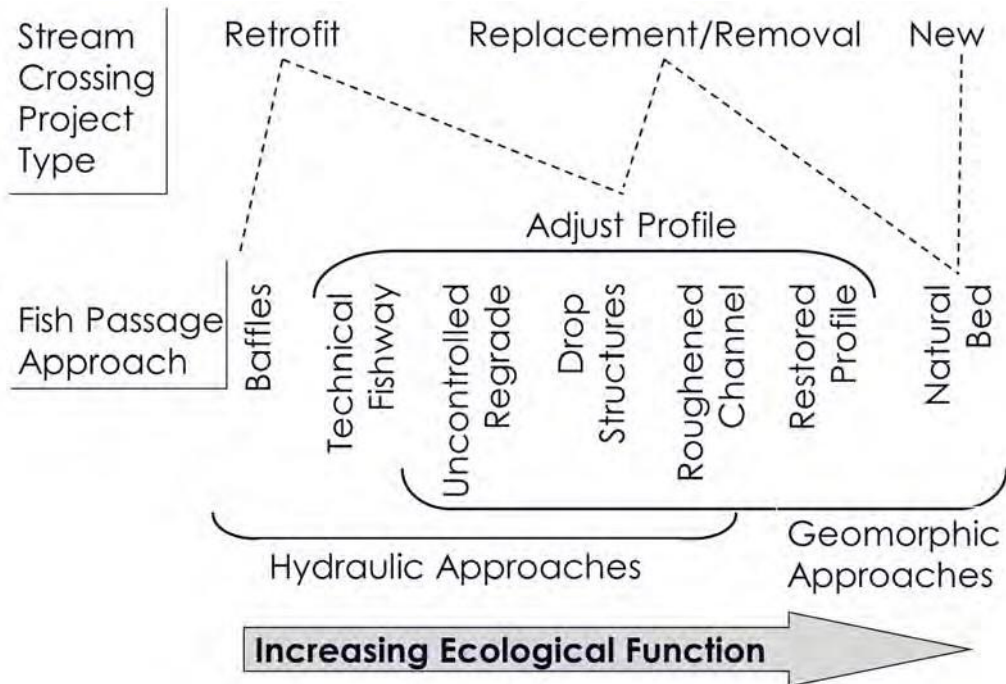 Stream
Crossing
Project
Type
Retrofit
Replacement/Removal
New
Adjust Profile
Fish Passage
Approach
Baffles
Technical
Fishway
Uncontrolled
Regrade
Drop
Structures
Roughened
Channel
Restored
Profile
Natural
Bed
Hydraulic Approaches
Geomorphic
Approaches
Increasing Ecological Function